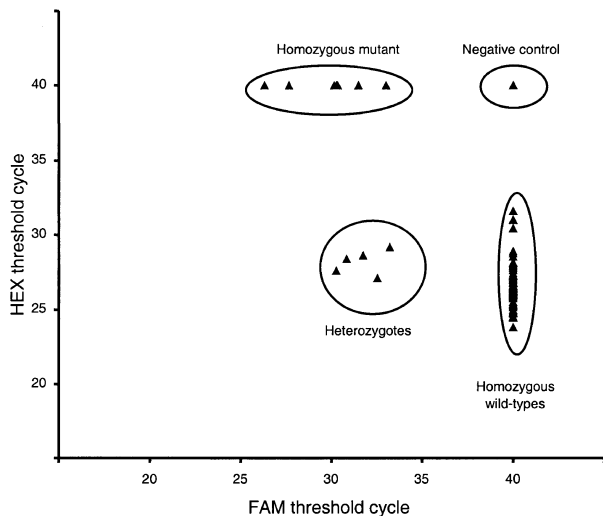 Homozygous mutant
Negative control
40
35
30
25
20
HEX threshold cycle
Heterozygotes
Homozygous
wild-types
20
25
30
35
40
FAM threshold cycle